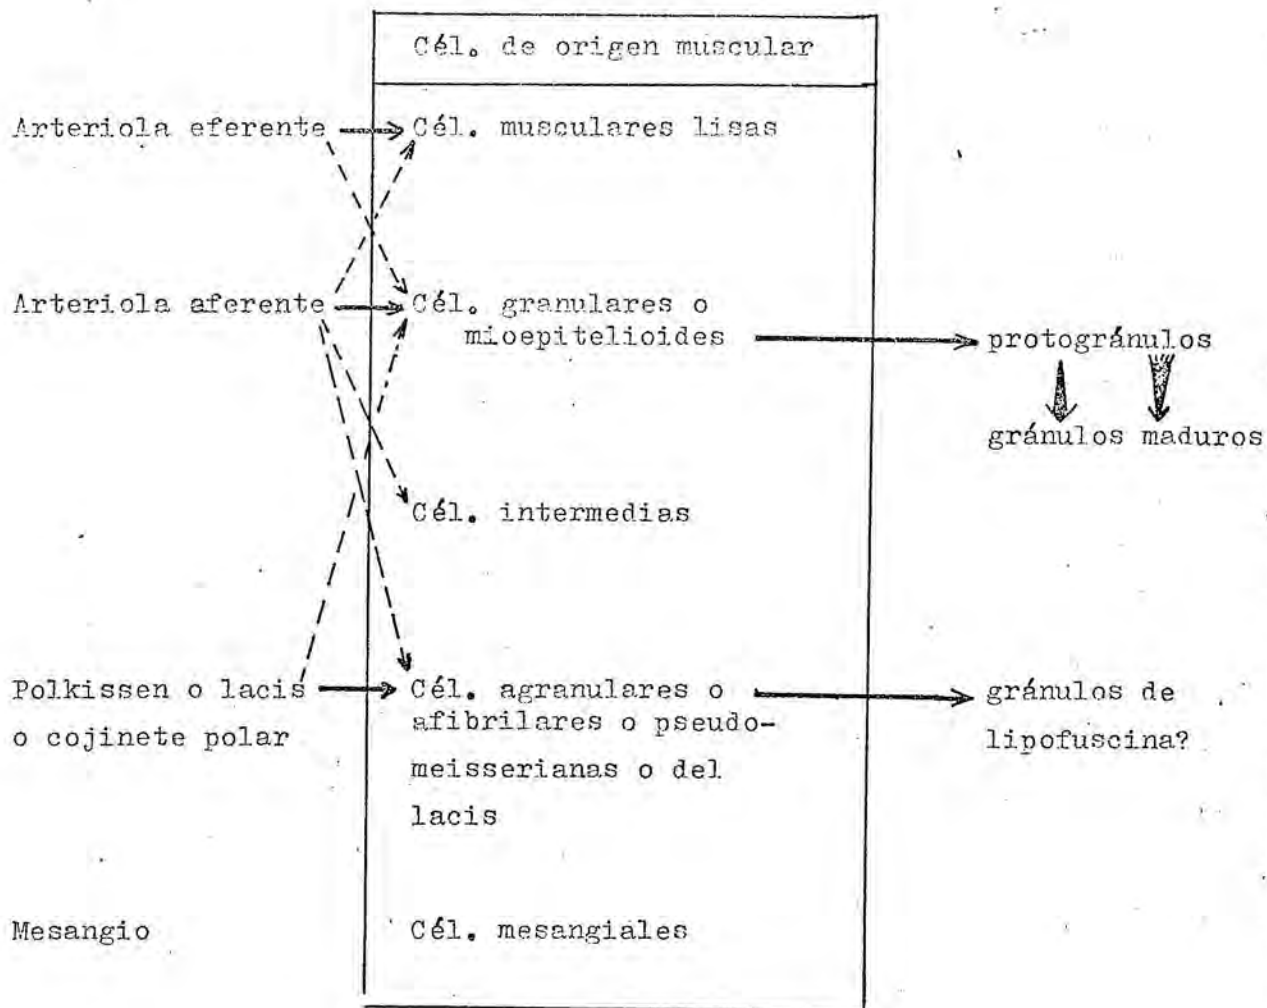 Cél. de origen muscular
Arteriola eferente Cél. musculares lisas
Arteriola aferente Cél. granulares o
mioepitelioides protogránulos
gránulos maduros
Cél. intermedias
Polkissen o lacis Cél. agranulares o gránulos de
afibrilares o pseudo-
o cojinete polar lipofuscina?
meisserianas o del
lacis
Mesangio Cél. mesangiales